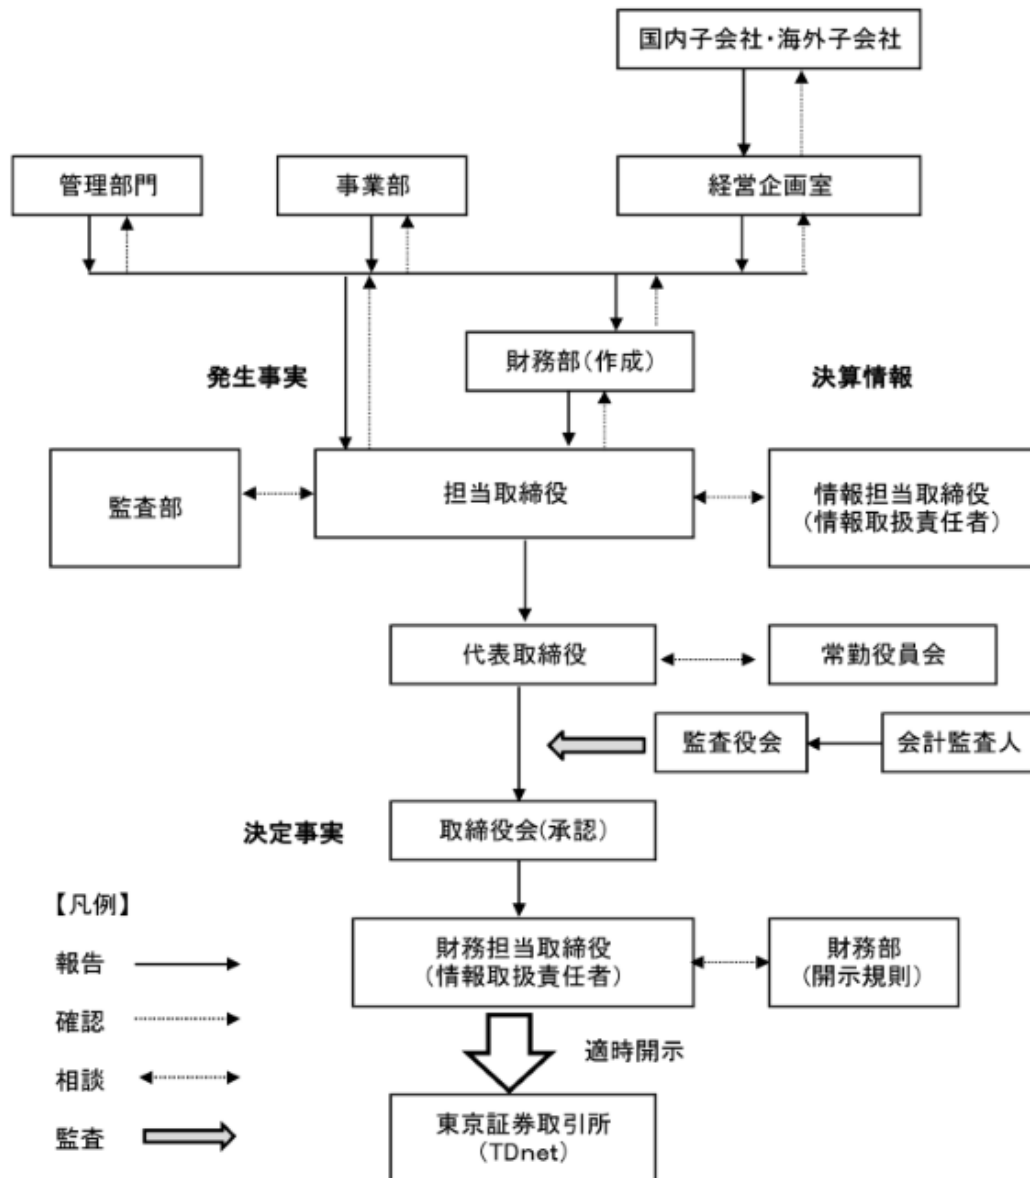 国内子会社・海外子会社
管理部門
事業部
経営企画室
財務部(作成)
発生事実
決算情報
監査部
担当取締役
情報担当取締役
(情報取扱責任者)
代表取締役
常勤役員会
監査役会
会計監査人
決定事実
取締役会(承認)
【凡例】
報告
確認
相談
監査
財務担当取締役
(情報取扱責任者)
財務部
(開示規則)
適時開示
東京証券取引所
(TDnet)